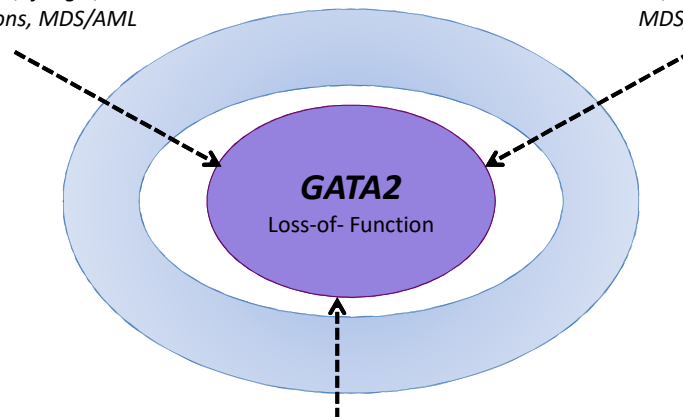 ons, MDS/AML
MDS,
GATA2
Loss-of- Function